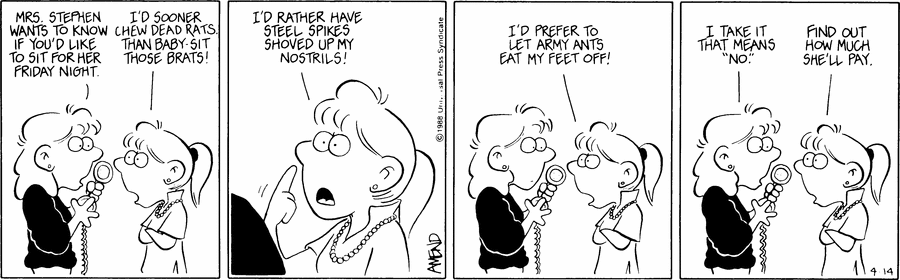 MRS. STEPHEN
WANTS TO KNOW
IF YOU'D LIKE
TO SIT FOR HER
FRIDAY NIGHT.
I'D SOONER
CHEW DEAD RATS
THAN BABY-SIT
THOSE BRATS!
I'D RATHER HAVE
STEEL SPIKES
SHOVED UP MY
NOSTRILS!
©1988 Universal Press Syndicate
AMEND
I'D PREFER TO
LET ARMY ANTS
EAT MY FEET OFF!
I TAKE IT
THAT MEANS
"NO."
FIND OUT
HOW MUCH
SHE'LL PAY.
4 14